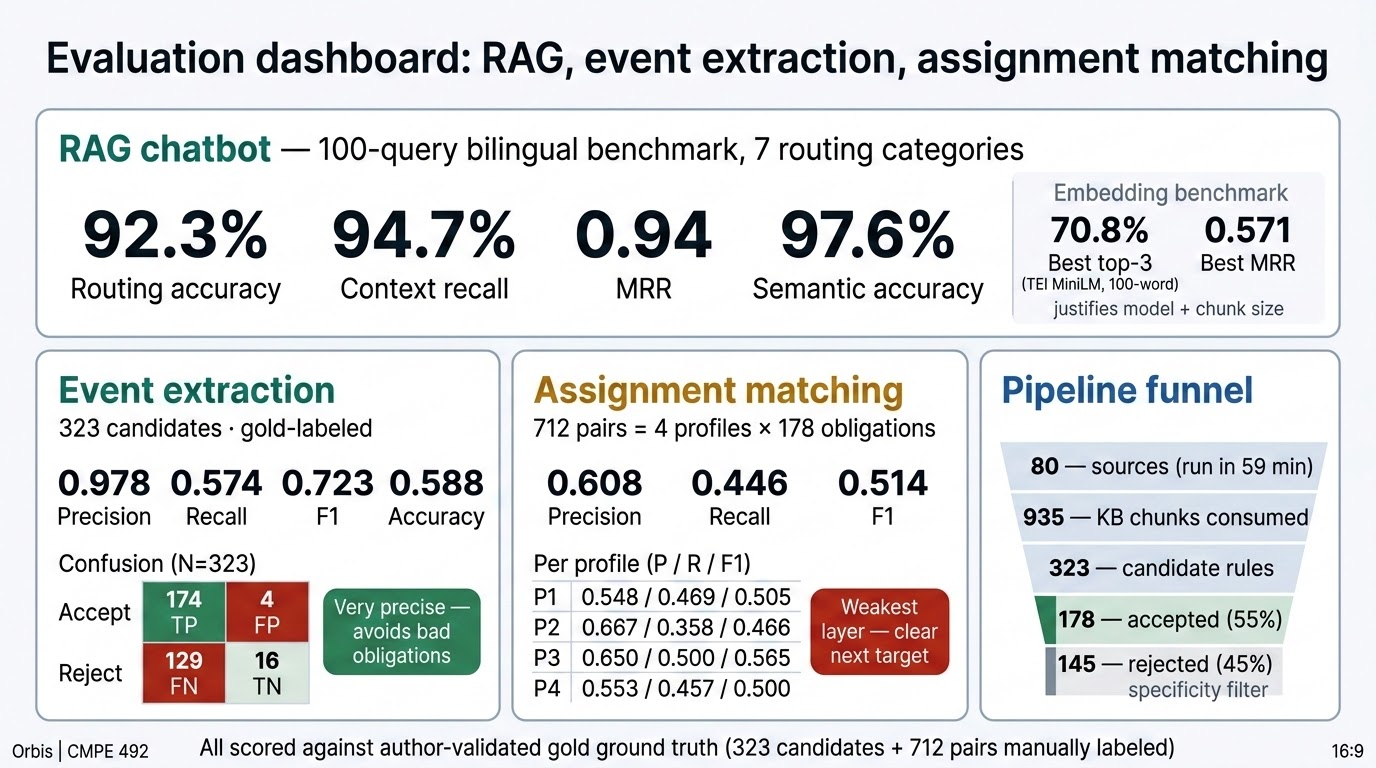 Evaluation dashboard: RAG, event extraction, assignment matching
RAG chatbot — 100-query bilingual benchmark, 7 routing categories
92.3%
Routing accuracy
94.7%
Context recall
0.94
MRR
97.6%
Semantic accuracy
Embedding benchmark
70.8%
Best top-3
(TEI MiniLM, 100-word)
0.571
Best MRR
justifies model + chunk size
Event extraction
323 candidates · gold-labeled
0.978
Precision
0.574
Recall
0.723
F1
0.588
Accuracy
Confusion (N=323)
Accept
174
TP
4
FP
Reject
129
FN
16
TN
Very precise —
avoids bad
obligations
Assignment matching
712 pairs = 4 profiles × 178 obligations
0.608
Precision
0.446
Recall
0.514
F1
Per profile (P / R / F1)
P1 0.548 / 0.469 / 0.505
P2 0.667 / 0.358 / 0.466
P3 0.650 / 0.500 / 0.565
P4 0.553 / 0.457 / 0.500
Weakest
layer — clear
next target
Pipeline funnel
80 — sources (run in 59 min)
935 — KB chunks consumed
323 — candidate rules
178 — accepted (55%)
145 — rejected (45%)
specificity filter
Orbis | CMPE 492
All scored against author-validated gold ground truth (323 candidates + 712 pairs manually labeled)
16:9